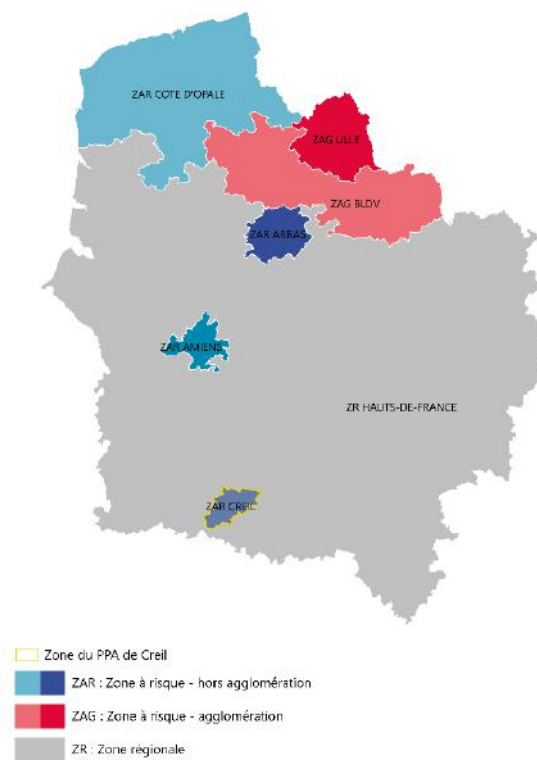 ZAR COTE D'OPALE
ZAG LILLE
ZAG BLDV
ZAR ARRAS
ZAR AMIENS
ZR HAUTS-DE-FRANCE
ZAR CREIL
Zone du PPA de Creil
ZAR : Zone à risque - hors agglomération
ZAG : Zone à risque - agglomération
ZR : Zone régionale